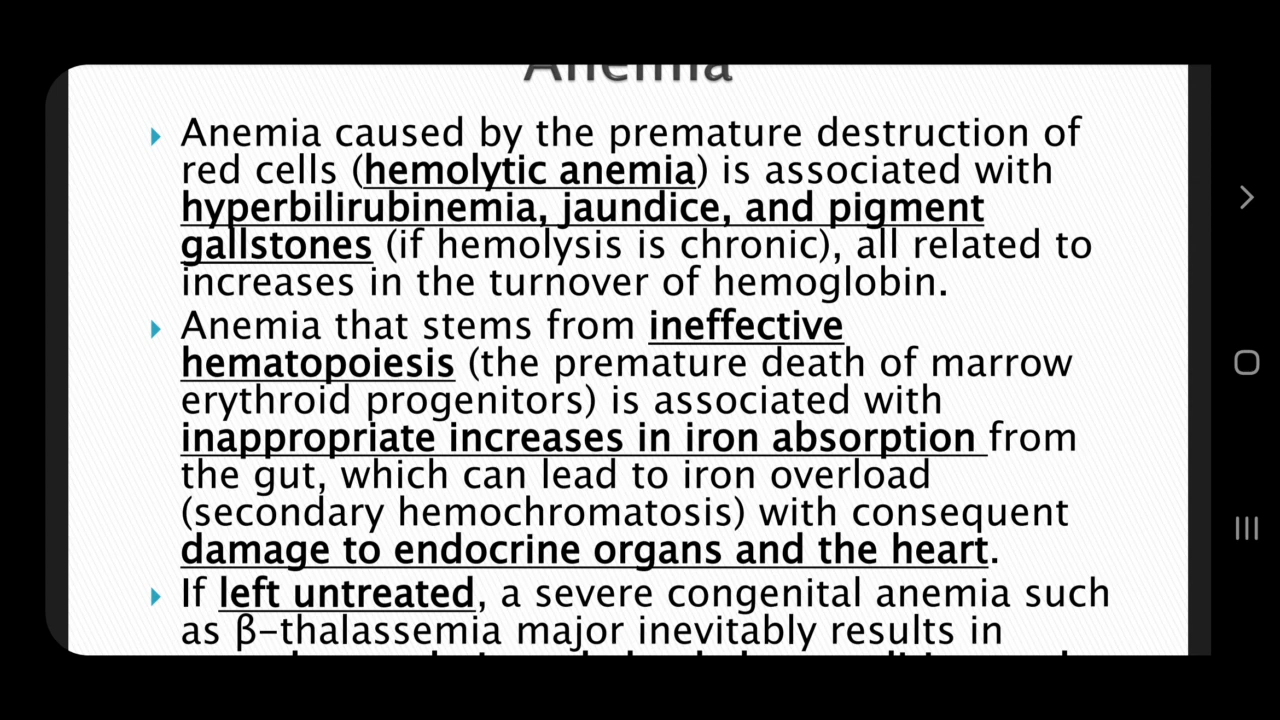 Anemia
Anemia caused by the premature destruction of
red cells (hemolytic anemia) is associated with
hyperbilirubinemia, jaundice, and pigment
gallstones (if hemolysis is chronic), all related to
increases in the turnover of hemoglobin.
Anemia that stems from ineffective
hematopoiesis (the premature death of marrow
erythroid progenitors) is associated with
inappropriate increases in iron absorption from
the gut, which can lead to iron overload
(secondary hemochromatosis) with consequent
damage to endocrine organs and the heart.
If left untreated, a severe congenital anemia such
as β-thalassemia major inevitably results in